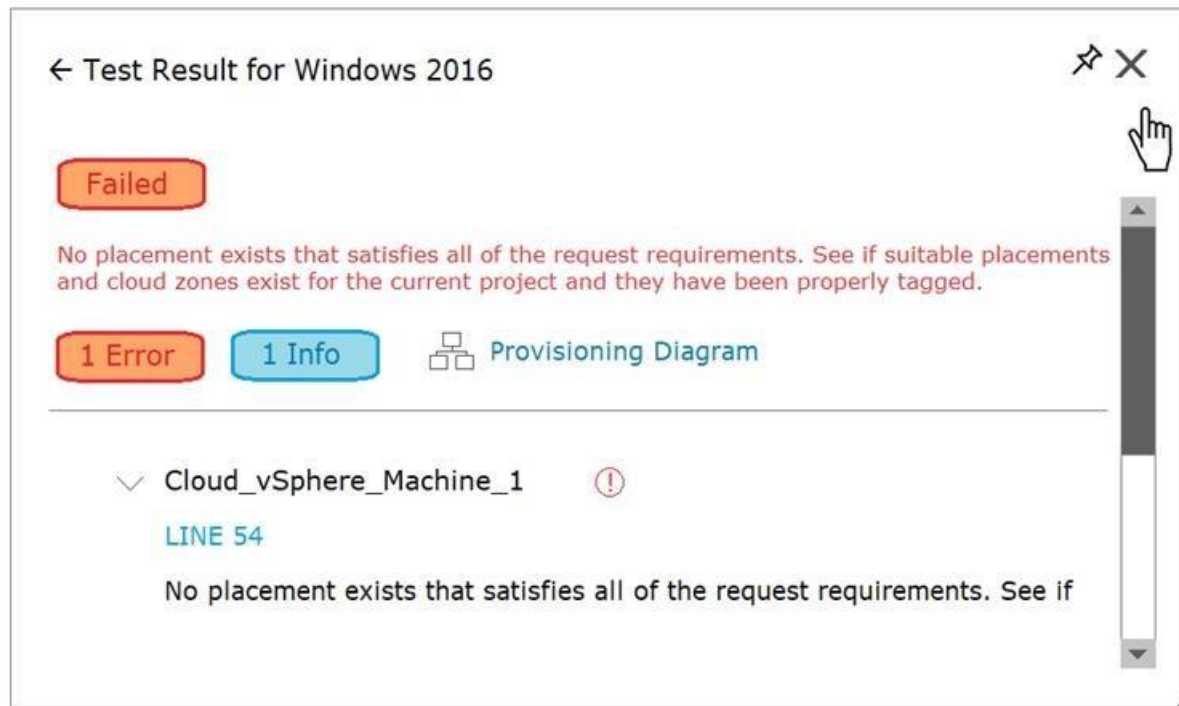 ← Test Result for Windows 2016
Failed
No placement exists that satisfies all of the request requirements. See if suitable placements
and cloud zones exist for the current project and they have been properly tagged.
1 Error 1 Info Provisioning Diagram
Cloud_vSphere_Machine_1
LINE 54
No placement exists that satisfies all of the request requirements. See if